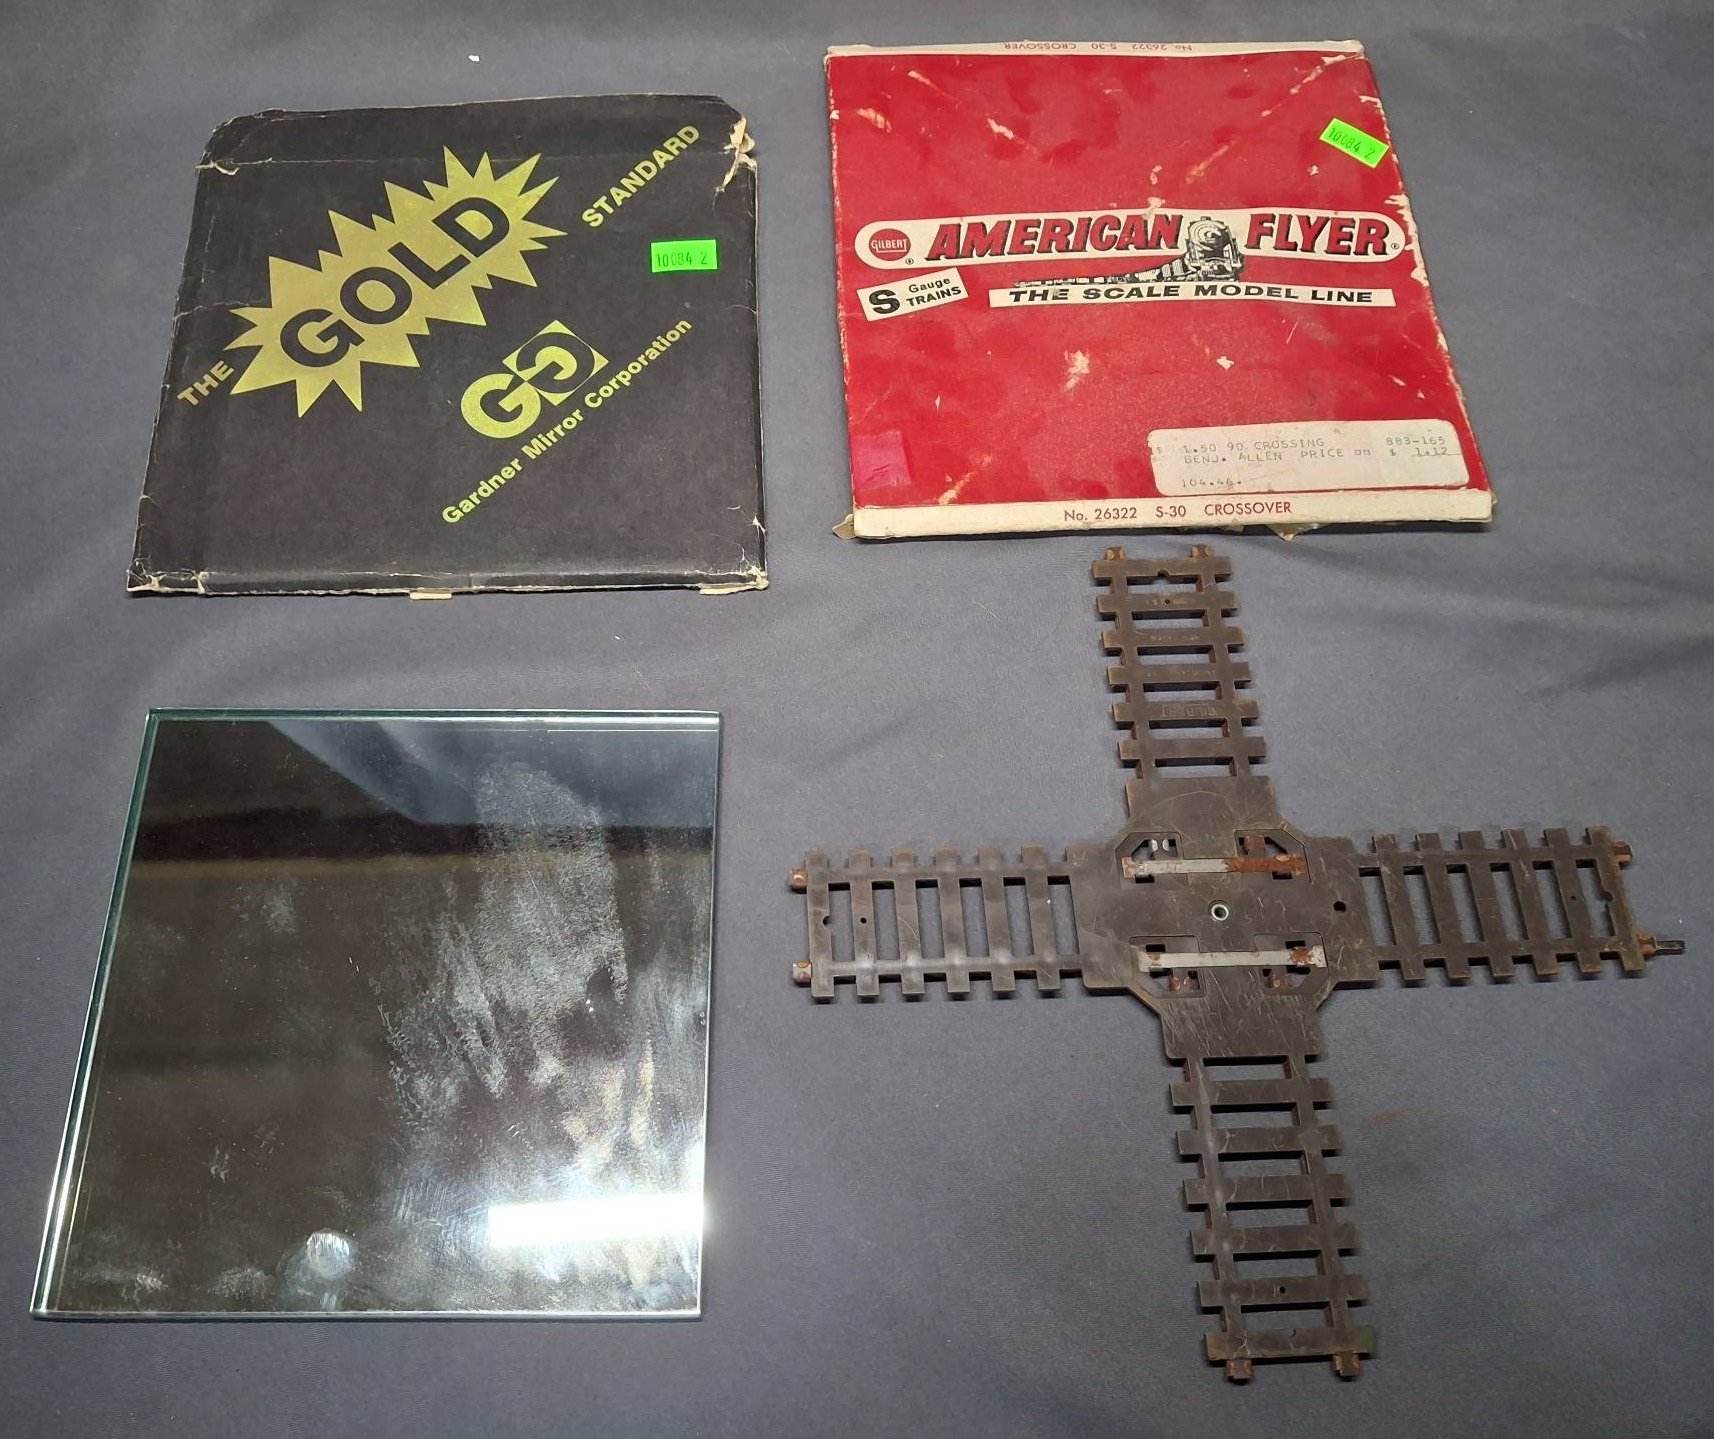 THE GOLD STANDARD
10084 2
GC
Gardner Mirror Corporation
No. 26322 S-30 CROSSOVER
10084 2
GILBERT
AMERICAN FLYER
S Gauge TRAINS
THE SCALE MODEL LINE
$ 1.50 90 CROSSING 883-165
BENJ. ALLEN PRICE $ 1.12
104.46.
No. 26322 S-30 CROSSOVER